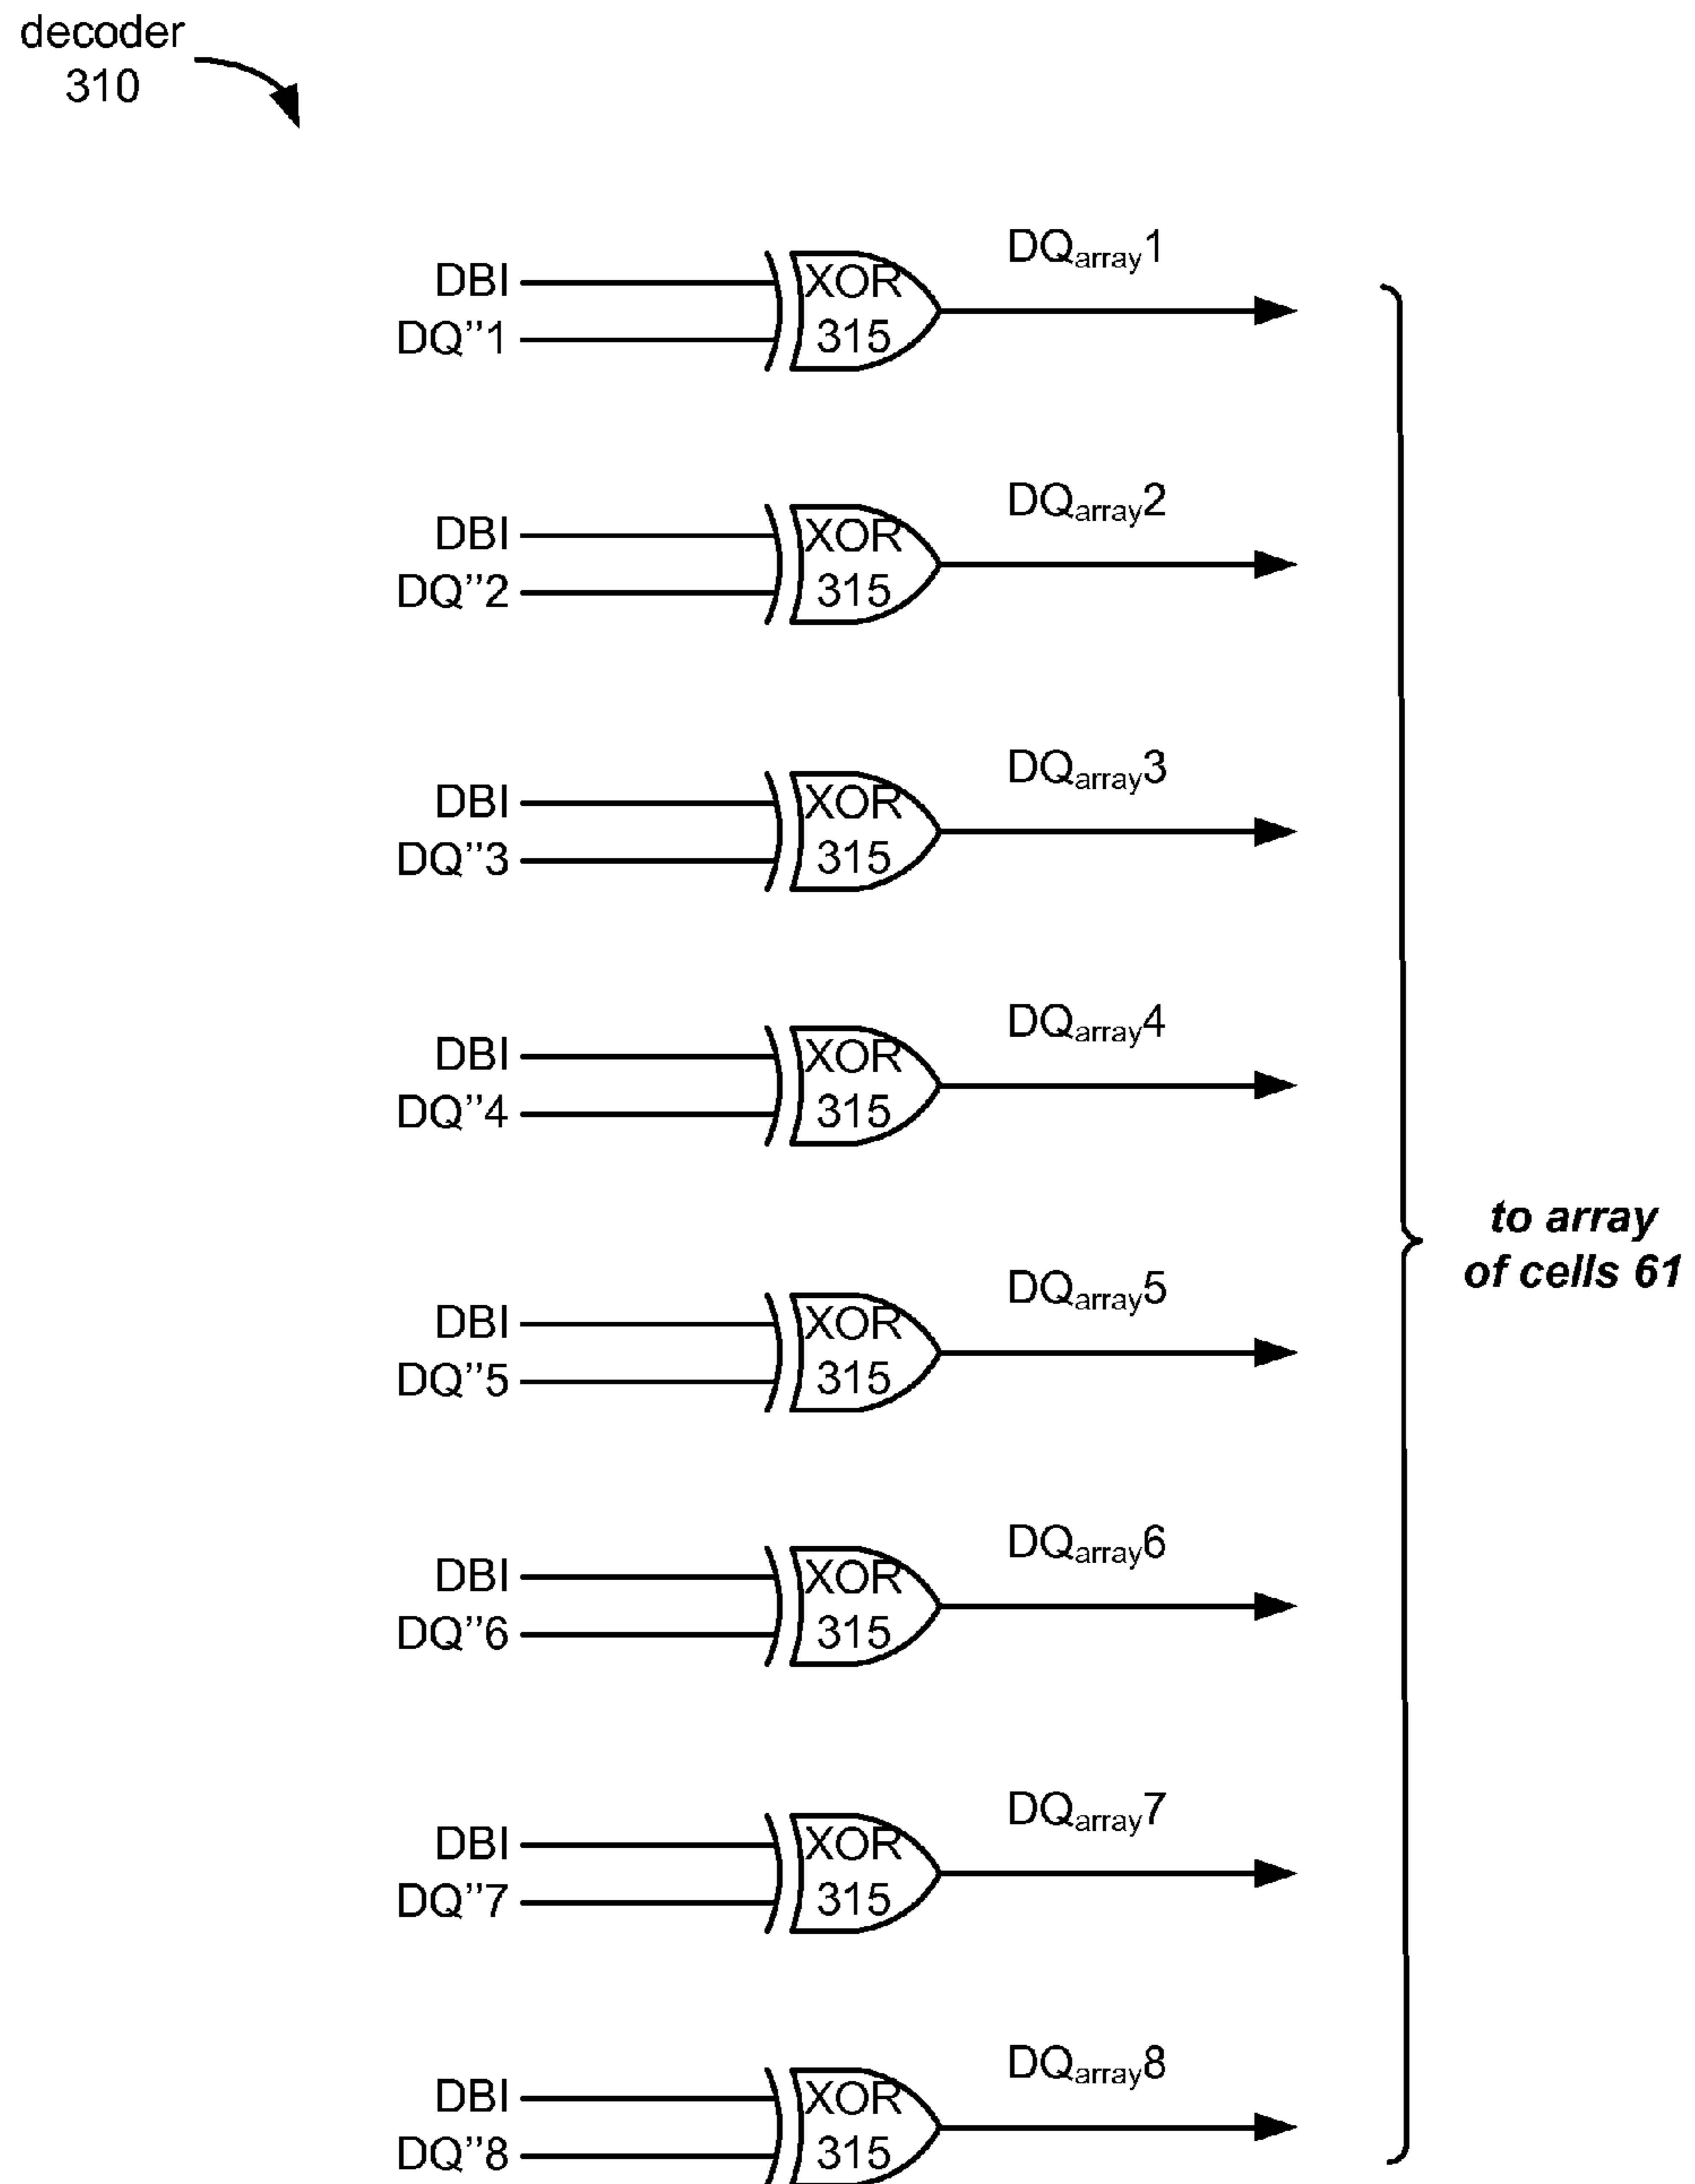 decoder
310
DQarray1
DBI
XOR
DQ”1
315
DQarray2
DBI
XOR
DQ”2
315
DQarray3
DBI
XOR
DQ”3
315
DQarray4
DBI
XOR
DQ”4
315
to array
of cells 61
DQarray5
DBI
XOR
DQ”5
315
DQarray6
DBI
XOR
DQ”6
315
DQarray7
DBI
XOR
DQ”7
315
DQarray8
DBI
XOR
DQ”8
315